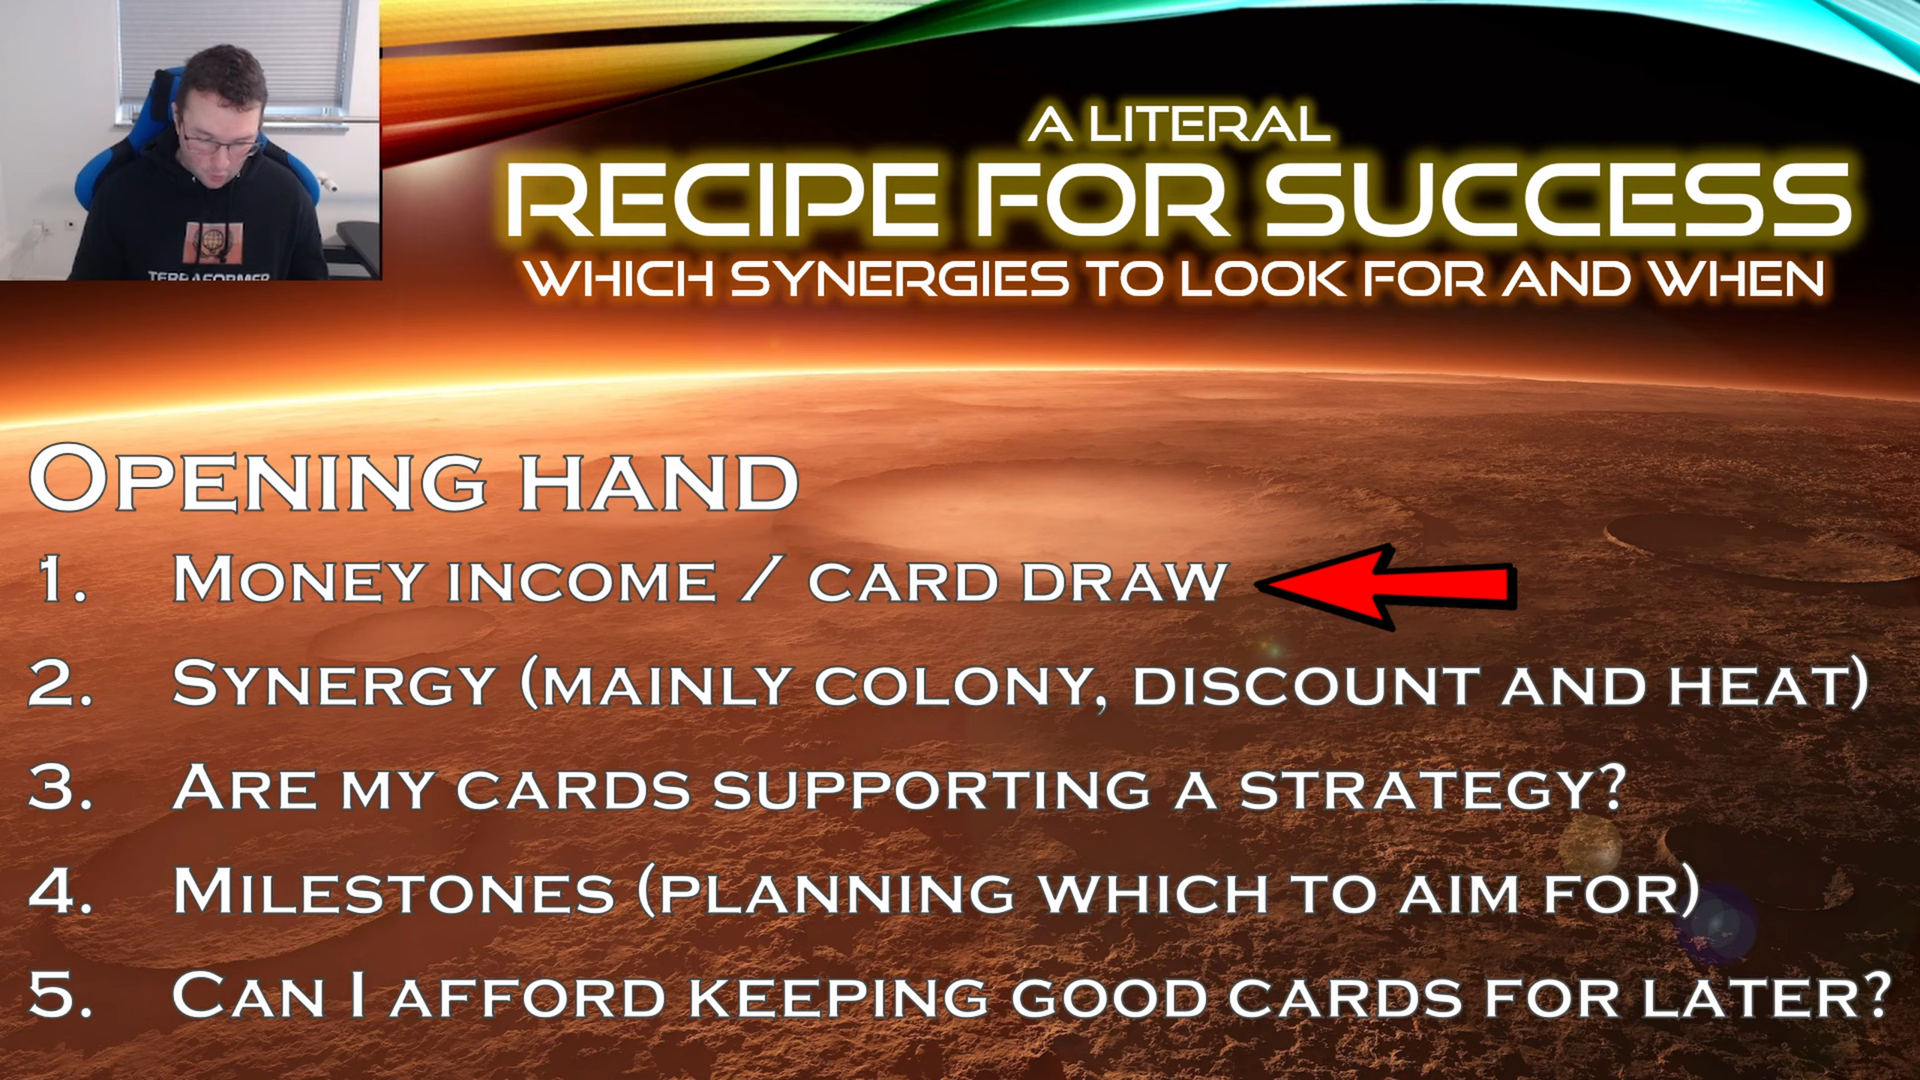 A LITERAL
RECIPE FOR SUCCESS
WHICH SYNERGIES TO LOOK FOR AND WHEN
TERRAFORMER
OPENING HAND
1. MONEY INCOME / CARD DRAW
2. SYNERGY (MAINLY COLONY, DISCOUNT AND HEAT)
3. ARE MY CARDS SUPPORTING A STRATEGY?
4. MILESTONES (PLANNING WHICH TO AIM FOR)
5. CAN I AFFORD KEEPING GOOD CARDS FOR LATER?